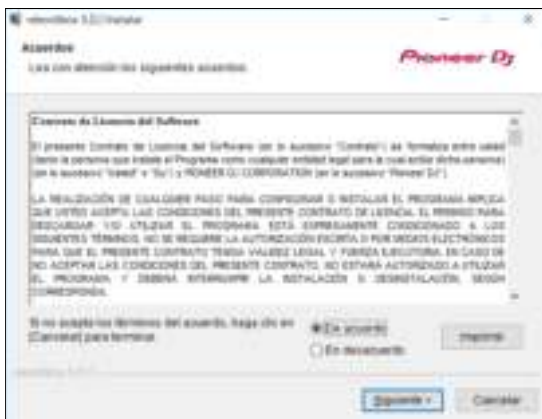 rekordbox 5.0.0 Instalar
Acuerdos
Lea con atención los siguientes acuerdos.
Pioneer Dj
Contrato de Licencia del Software
El presente Contrato de Licencia del Software (en lo sucesivo "Contrato") se formaliza entre usted
(tanto la persona que instale el Programa como cualquier entidad legal para la cual actúe dicha persona)
(en lo sucesivo "Usted" o "Su") y PIONEER DJ CORPORATION (en lo sucesivo "Pioneer DJ").
LA REALIZACIÓN DE CUALQUIER PASO PARA CONFIGURAR O INSTALAR EL PROGRAMA IMPLICA
QUE USTED ACEPTA LAS CONDICIONES DEL PRESENTE CONTRATO DE LICENCIA. EL PERMISO PARA
DESCARGAR Y/O UTILIZAR EL PROGRAMA ESTÁ EXPRESAMENTE CONDICIONADO A LOS
SIGUIENTES TÉRMINOS. NO SE REQUIERE LA AUTORIZACIÓN ESCRITA O POR MEDIOS ELECTRÓNICOS
PARA QUE EL PRESENTE CONTRATO TENGA VALIDEZ LEGAL Y FUERZA EJECUTORIA. EN CASO DE
NO ACEPTAR LAS CONDICIONES DEL PRESENTE CONTRATO, NO ESTARÁ AUTORIZADO A UTILIZAR
EL PROGRAMA Y DEBERÁ INTERRUMPIR LA INSTALACIÓN O DESINSTALACIÓN, SEGÚN
CORRESPONDA.
Si no acepta los términos del acuerdo, haga clic en
[Cancelar] para terminar.
De acuerdo
En desacuerdo
Imprimir
Siguiente >
Cancelar